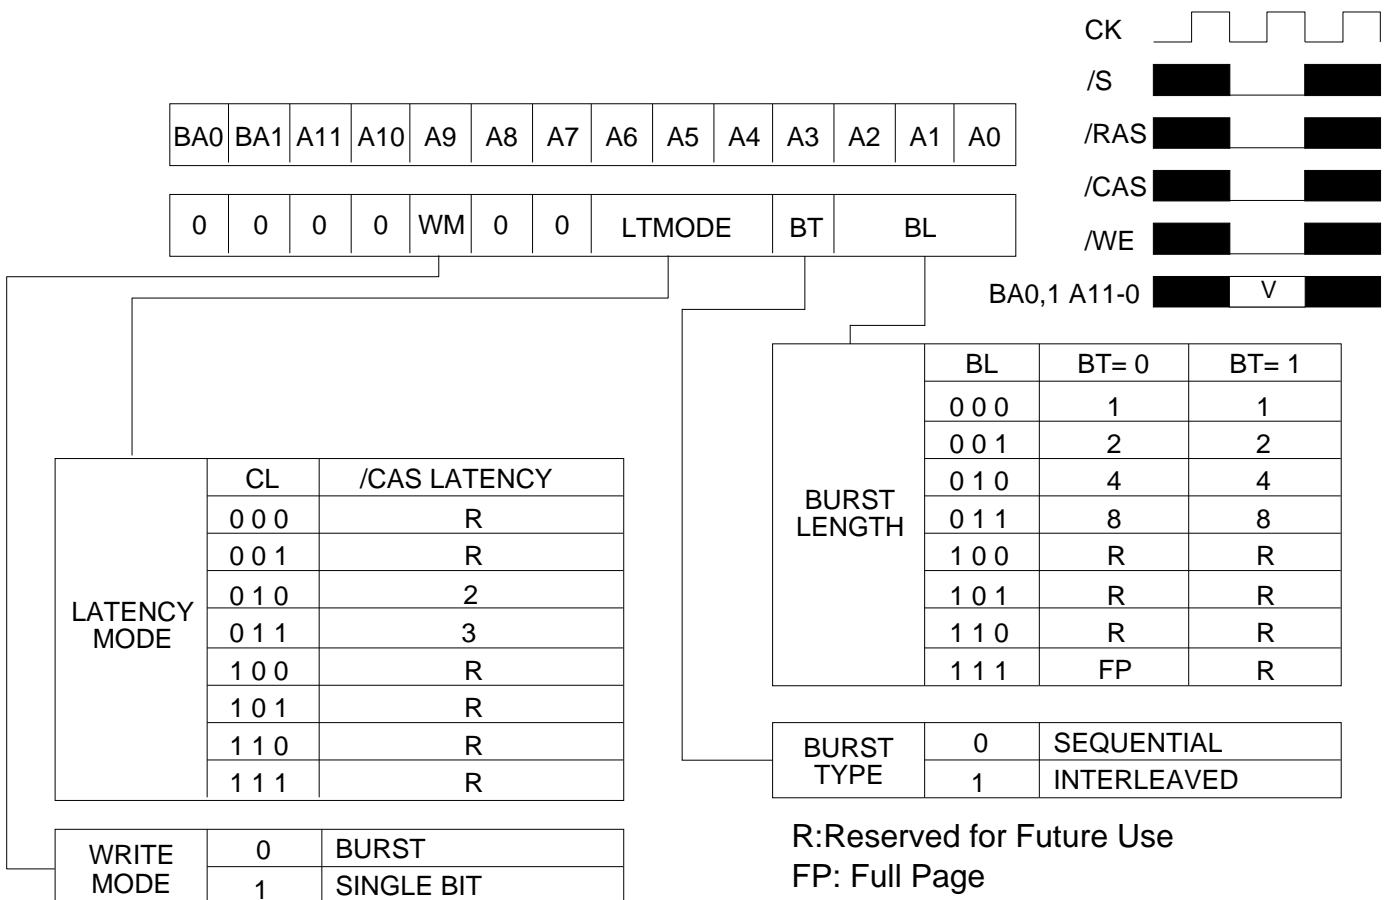 CK
/S
/RAS
/CAS
/WE
BA0,1 A11-0 V
BA0 BA1 A11 A10 A9 A8 A7 A6 A5 A4 A3 A2 A1 A0
0 0 0 0 WM 0 0 LTMODE BT BL
BURST LENGTH
BL BT= 0 BT= 1
0 0 0 1 1
0 0 1 2 2
0 1 0 4 4
0 1 1 8 8
1 0 0 R R
1 0 1 R R
1 1 0 R R
1 1 1 FP R
LATENCY MODE
CL /CAS LATENCY
0 0 0 R
0 0 1 R
0 1 0 2
0 1 1 3
1 0 0 R
1 0 1 R
1 1 0 R
1 1 1 R
BURST TYPE
0 SEQUENTIAL
1 INTERLEAVED
WRITE MODE
0 BURST
1 SINGLE BIT
R:Reserved for Future Use
FP: Full Page